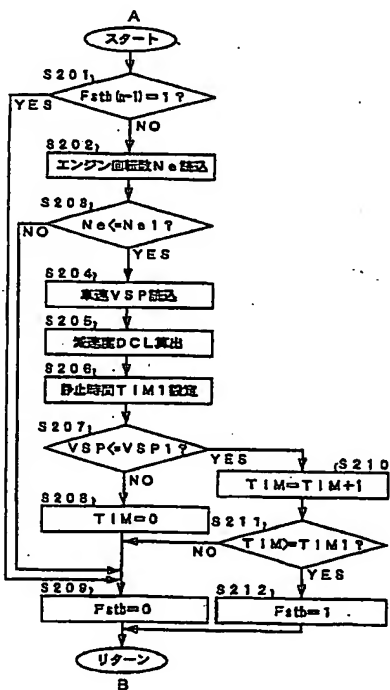 A
スタート
S201
Fstb(n-1)=1?
YES
NO
S202
エンジン回転数Ne読込
S203
Ne<=Ne1?
NO
YES
S204
車速VSP読込
S205
減速度DCL算出
S206
静止時間TIM1設定
S207
VSP<=VSP1?
YES
NO
S210
TIM=TIM+1
S208
TIM=0
S211
TIM>=TIM1?
NO
YES
S209
Fstb=0
S212
Fstb=1
リターン
B